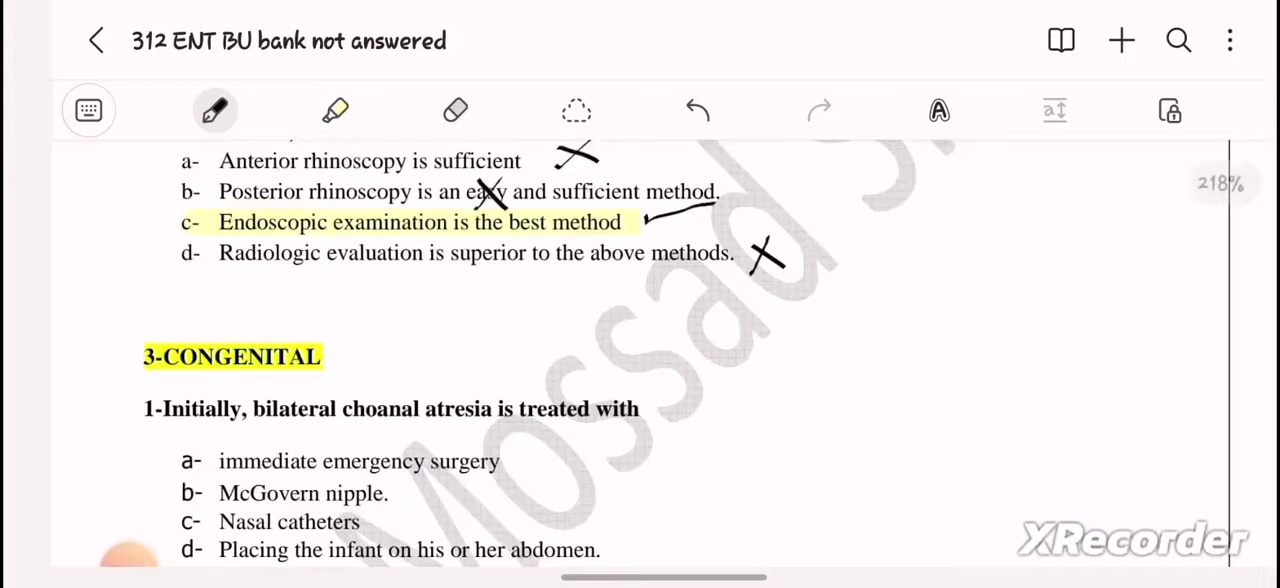 312 ENT BU bank not answered
218%
a- Anterior rhinoscopy is sufficient
b- Posterior rhinoscopy is an easy and sufficient method.
c- Endoscopic examination is the best method
d- Radiologic evaluation is superior to the above methods.
3-CONGENITAL
1-Initially, bilateral choanal atresia is treated with
a- immediate emergency surgery
b- McGovern nipple.
c- Nasal catheters
d- Placing the infant on his or her abdomen.
Mossad S
XRecorder